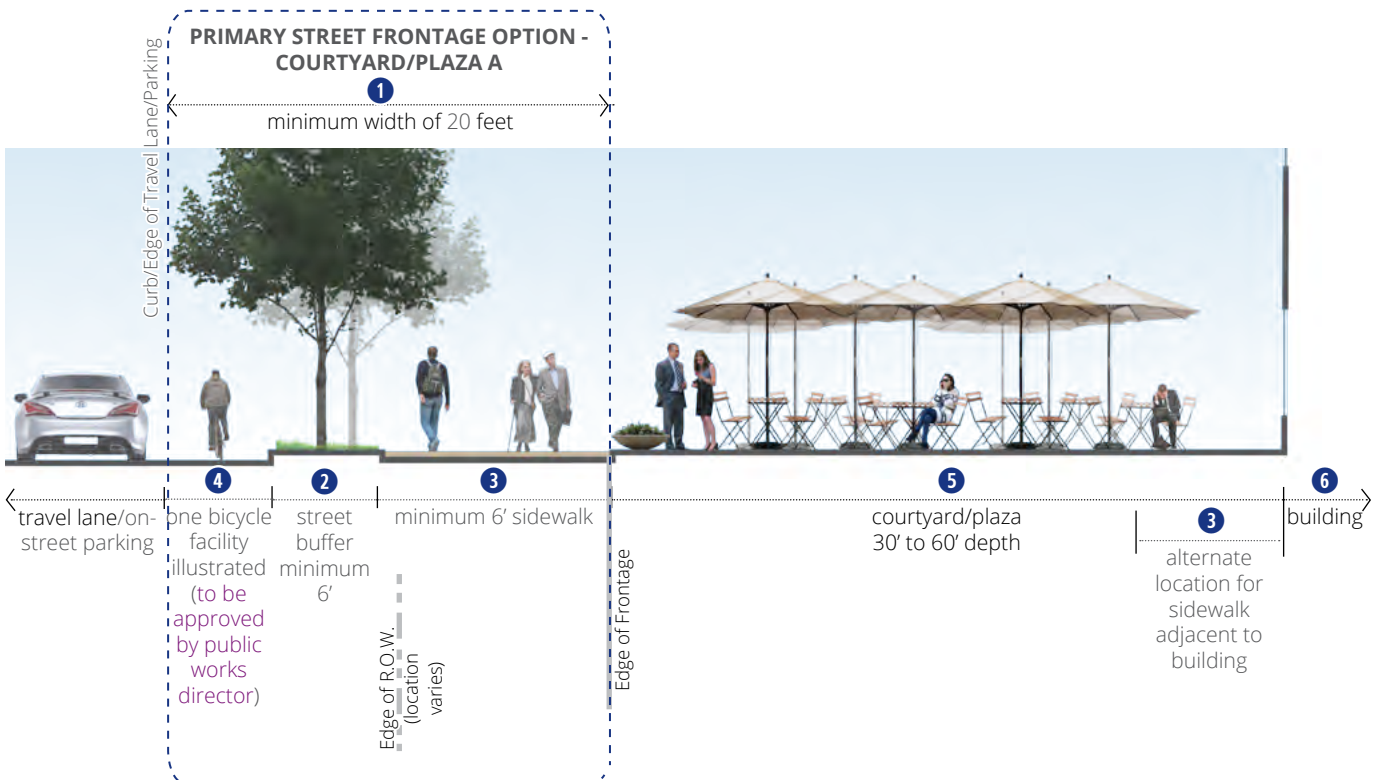 PRIMARY STREET FRONTAGE OPTION -
COURTYARD/PLAZA A
1
minimum width of 20 feet
Curb/Edge of Travel Lane/Parking
4
2
3
5
6
travel lane/on-
street parking
one bicycle
facility
illustrated
(to be
approved
by public
works
director)
street
buffer
minimum
6’
minimum 6’ sidewalk
Edge of R.O.W.
(location
varies)
Edge of Frontage
courtyard/plaza
30’ to 60’ depth
3
alternate
location for
sidewalk
adjacent to
building
building